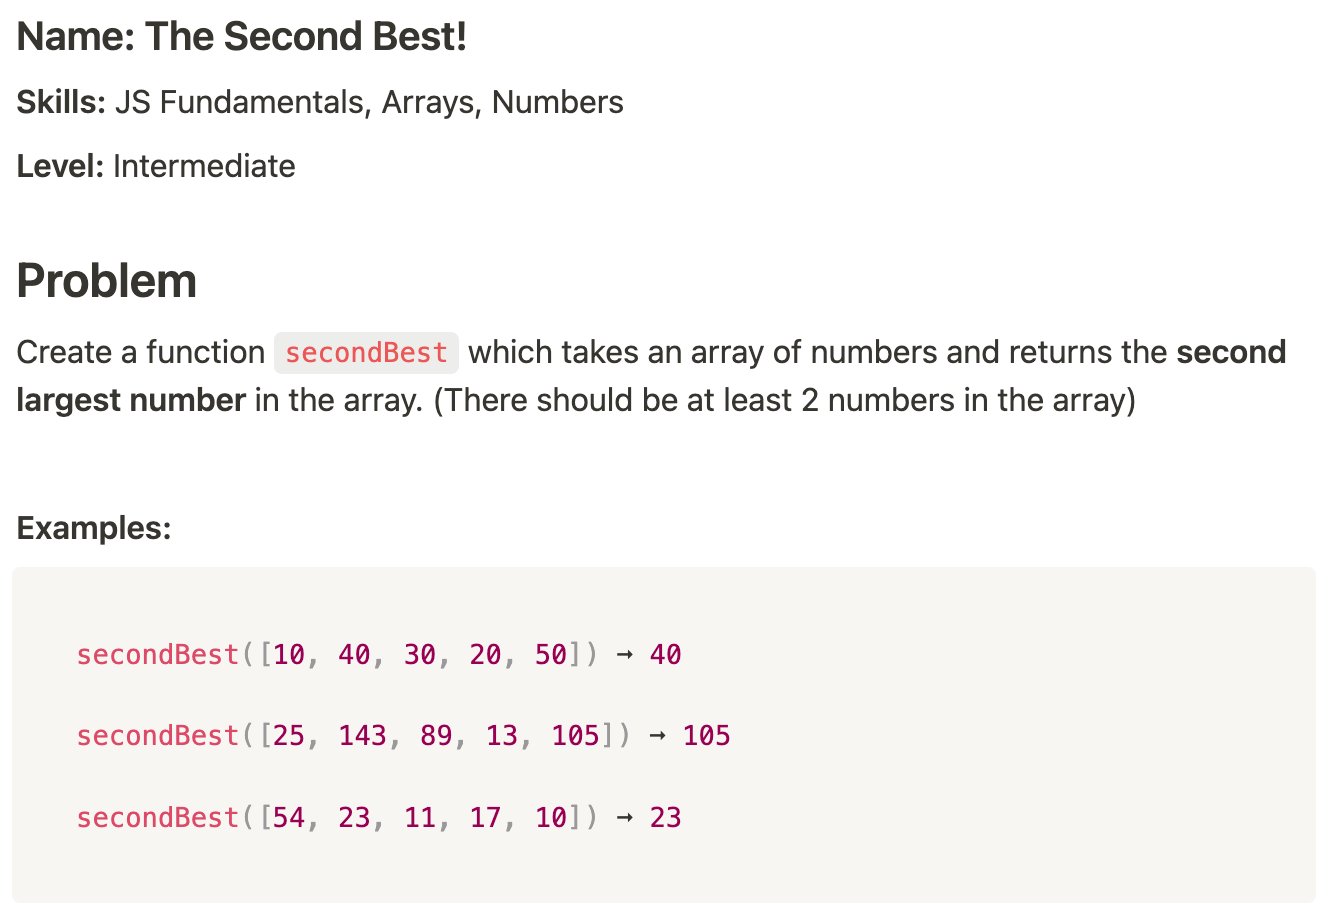 Name: The Second Best!
Skills: JS Fundamentals, Arrays, Numbers
Level: Intermediate
Problem
Create a function secondBest which takes an array of numbers and returns the second
largest number in the array. (There should be at least 2 numbers in the array)
Examples:
secondBest([10, 40, 30, 20, 50]) → 40
secondBest([25, 143, 89, 13, 105]) → 105
secondBest([54, 23, 11, 17, 10]) → 23